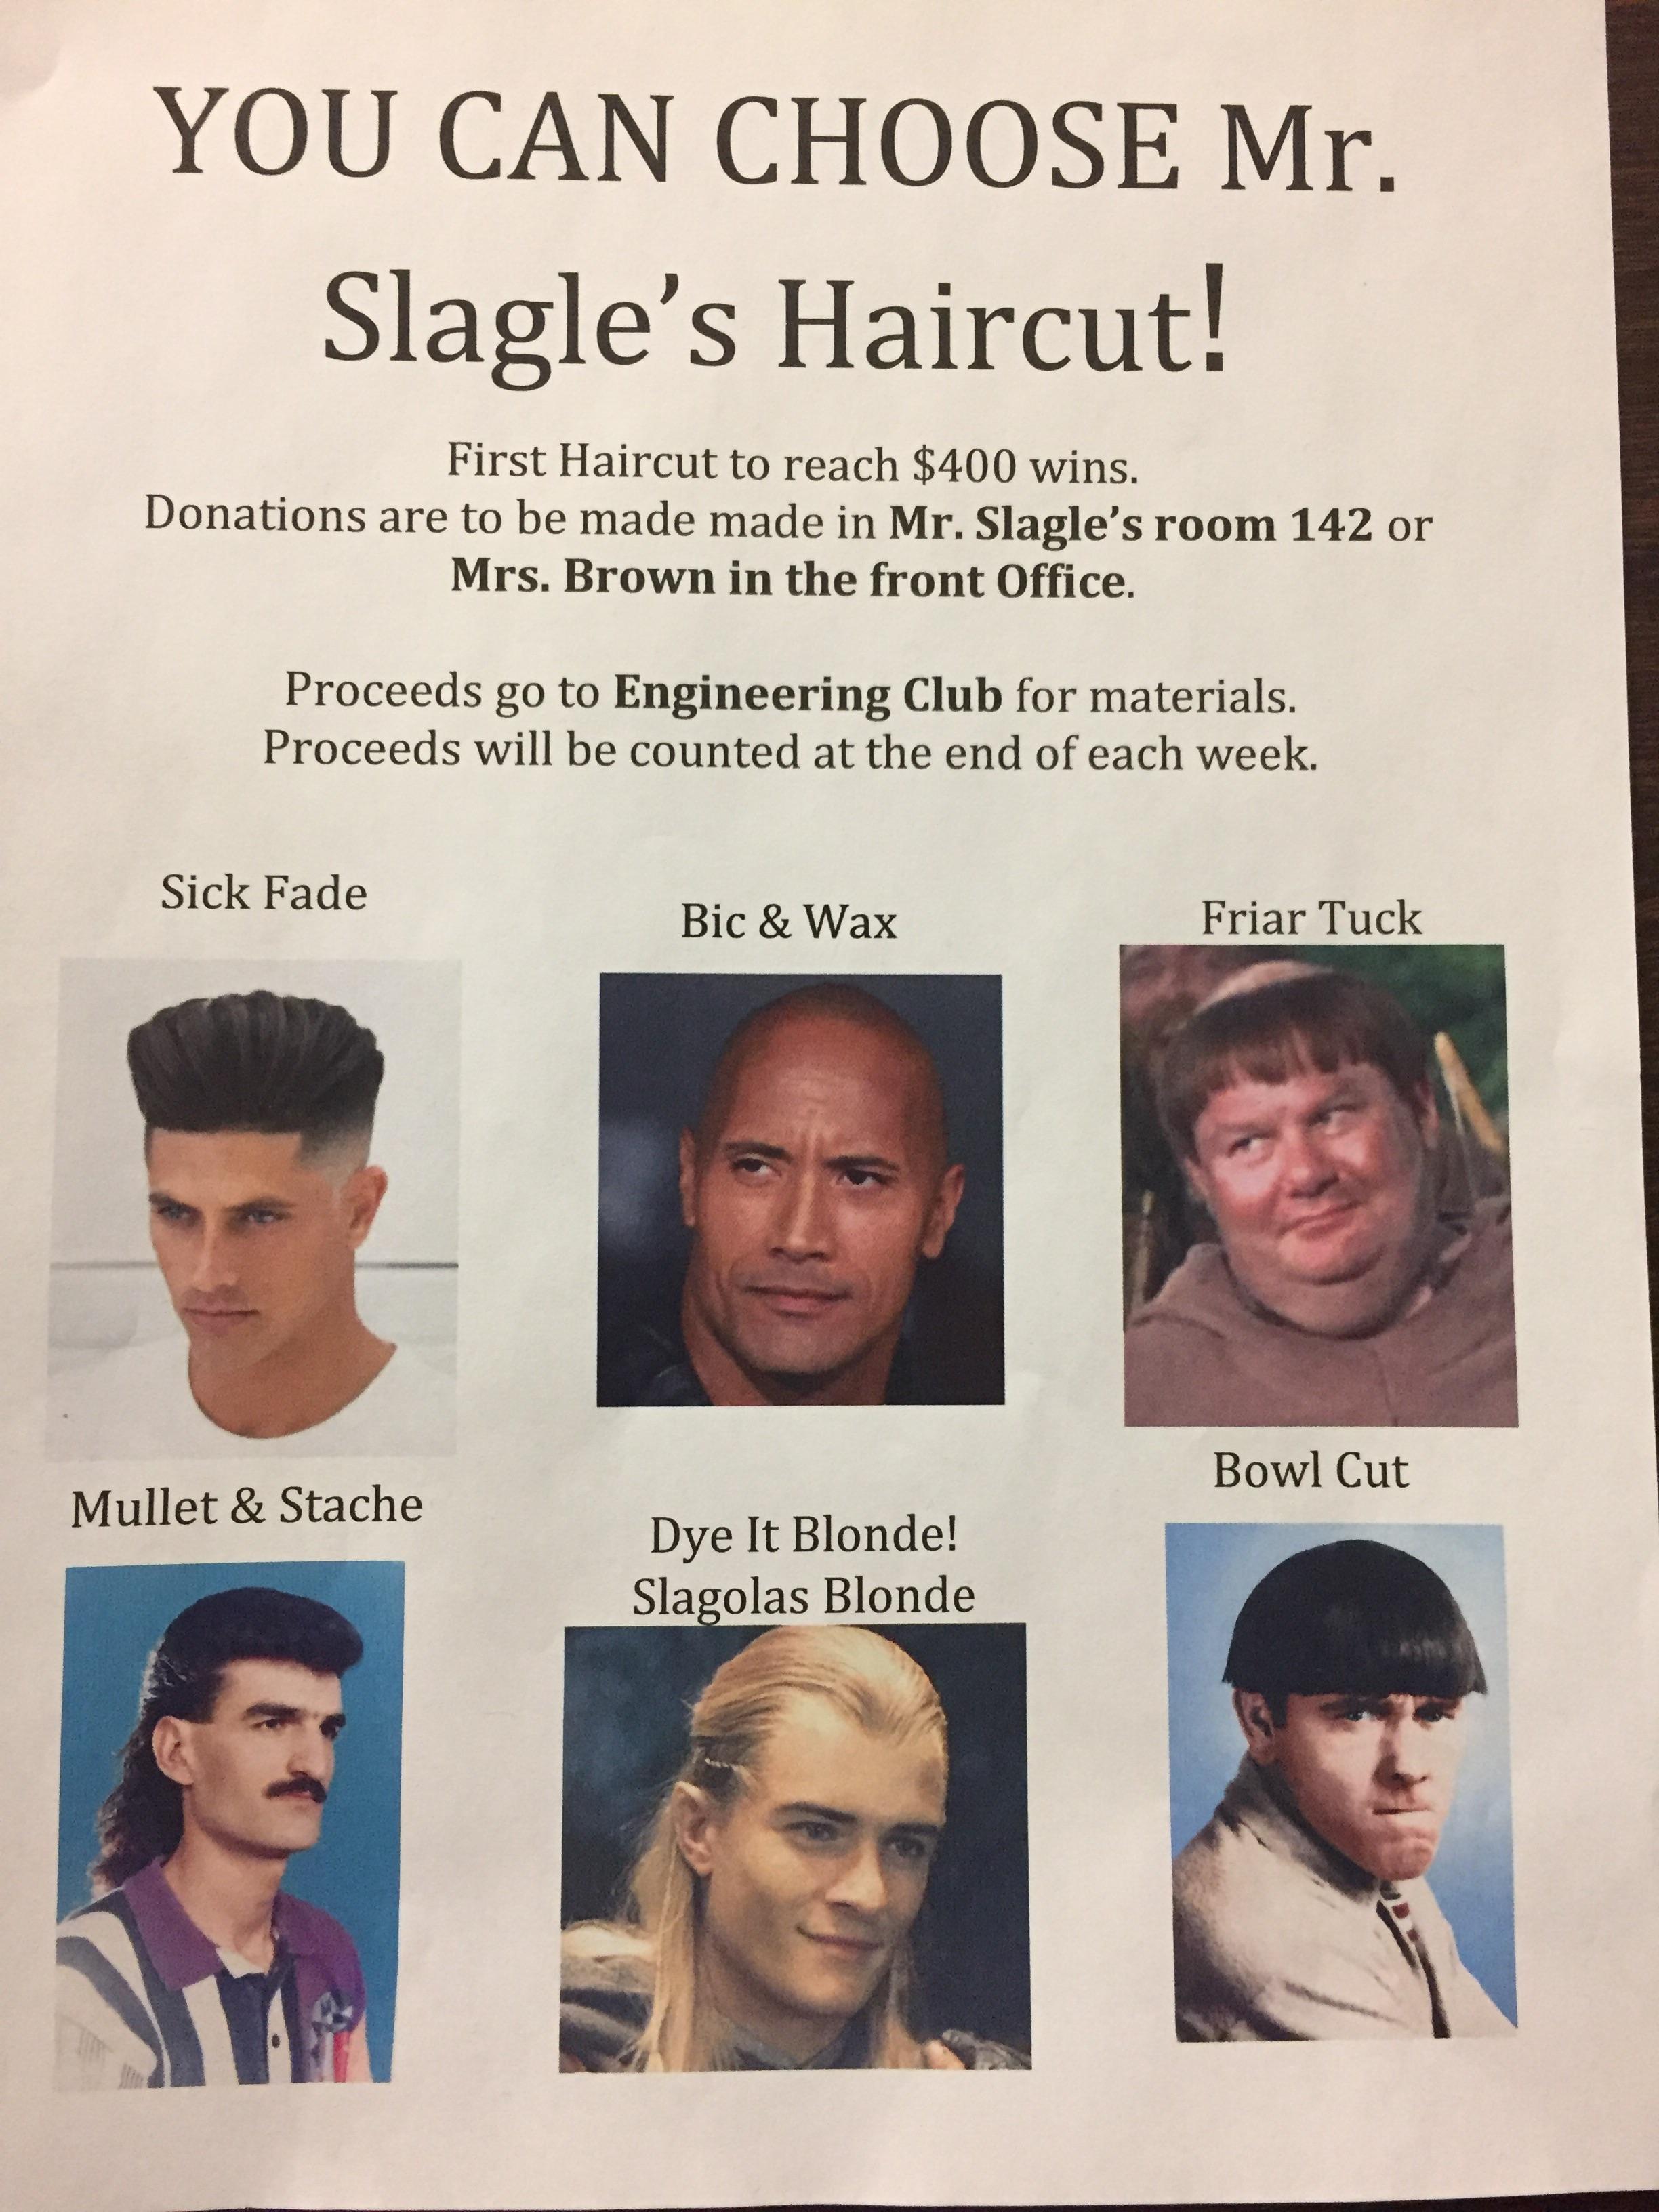 YOU CAN CHOOSE Mr.
Slagle's Haircut!
First Haircut to reach $400 wins.
Donations are to be made made in Mr. Slagle's room 142 or
Mrs. Brown in the front Office.
Proceeds go to Engineering Club for materials.
Proceeds will be counted at the end of each week.
Sick Fade
Bic & Wax
Friar Tuck
Mullet & Stache
Dye It Blonde!
Slagolas Blonde
Bowl Cut